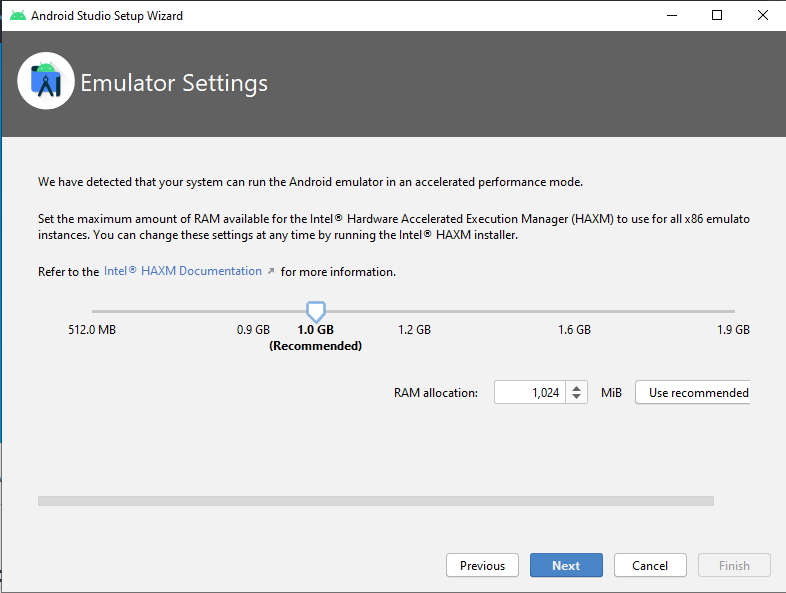 Android Studio Setup Wizard
Emulator Settings
We have detected that your system can run the Android emulator in an accelerated performance mode.
Set the maximum amount of RAM available for the Intel® Hardware Accelerated Execution Manager (HAXM) to use for all x86 emulato
instances. You can change these settings at any time by running the Intel® HAXM installer.
Refer to the Intel® HAXM Documentation ↗ for more information.
512.0 MB 0.9 GB 1.0 GB 1.2 GB 1.6 GB 1.9 GB
(Recommended)
RAM allocation: 1,024 MiB Use recommended
Previous Next Cancel Finish